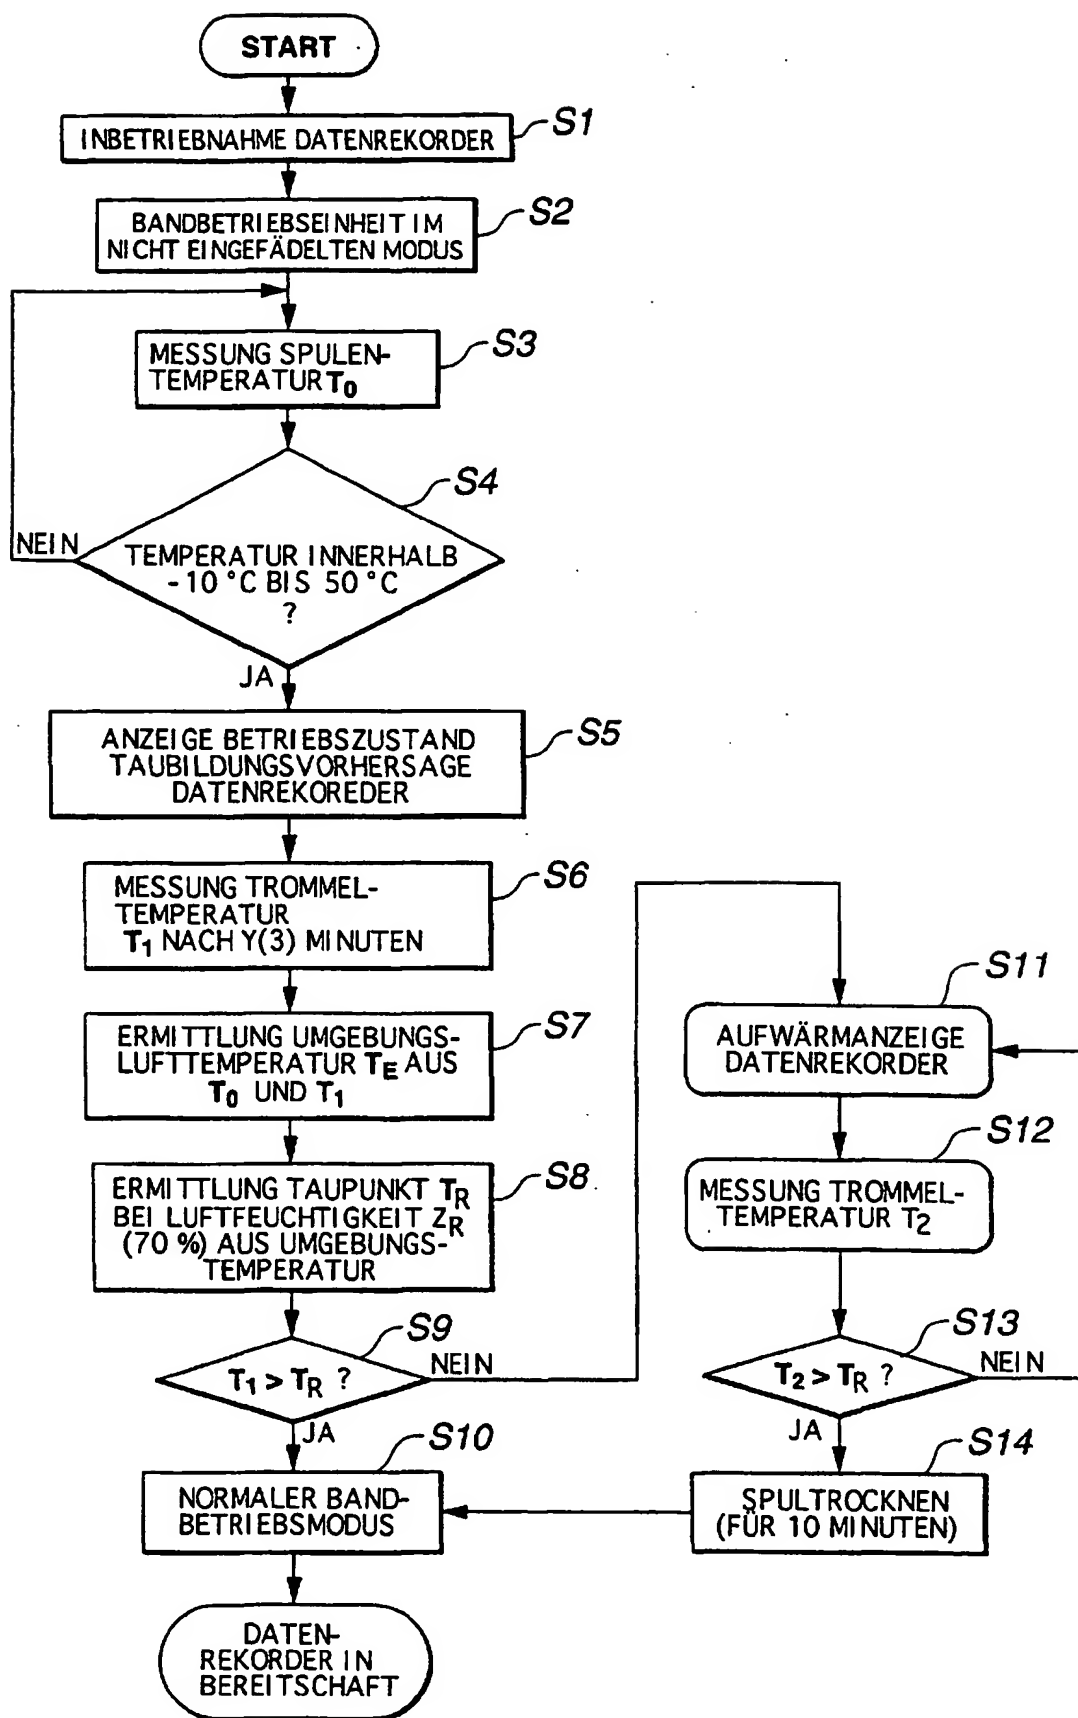 START
INBETRIEBNAHME DATENREKORDER
S1
BANDBETRIEBSEINHEIT IM
NICHT EINGEFÄDELTEN MODUS
S2
MESSUNG SPULEN-
TEMPERATUR T0
S3
S4
NEIN
TEMPERATUR INNERHALB
-10 °C BIS 50 °C
?
JA
ANZEIGE BETRIEBSZUSTAND
TAUBILDUNGSVORHERSAGE
DATENREKOREDER
S5
MESSUNG TROMMEL-
TEMPERATUR
T1 NACH Y(3) MINUTEN
S6
ERMITTLUNG UMGEBUNGS-
LUFTTEMPERATUR TE AUS
T0 UND T1
S7
ERMITTLUNG TAUPUNKT TR
BEI LUFTFEUCHTIGKEIT ZR
(70 %) AUS UMGEBUNGS-
TEMPERATUR
S8
S9
T1 > TR ?
NEIN
JA
S10
NORMALER BAND-
BETRIEBSMODUS
DATEN-
REKORDER IN
BEREITSCHAFT
S11
AUFWÄRMANZEIGE
DATENREKORDER
S12
MESSUNG TROMMEL-
TEMPERATUR T2
S13
T2 > TR ?
NEIN
JA
S14
SPULTROCKNEN
(FÜR 10 MINUTEN)